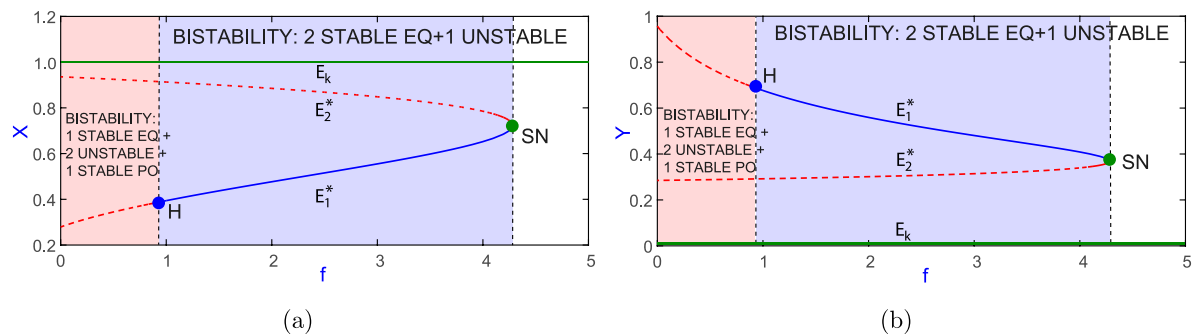 BISTABILITY: 2 STABLE EQ+1 UNSTABLE
E_k
E_2^*
BISTABILITY:
1 STABLE EQ +
2 UNSTABLE +
1 STABLE PO
SN
H
E_1^*
X
1.2
1.0
0.8
0.6
0.4
0.2
0
1
2
3
4
5
f
(a)
BISTABILITY: 2 STABLE EQ+1 UNSTABLE
H
E_1^*
BISTABILITY:
1 STABLE EQ +
2 UNSTABLE +
1 STABLE PO
E_2^*
SN
E_k
Y
1
0.8
0.6
0.4
0.2
0
0
1
2
3
4
5
f
(b)